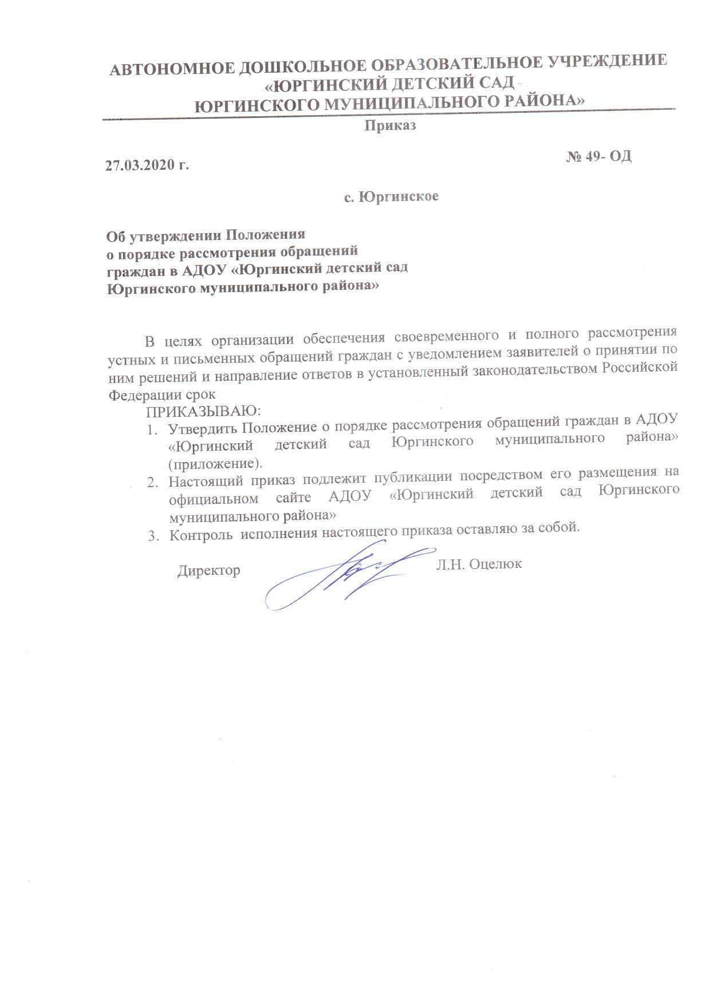 АВТОНОМНОЕ ДОШКОЛЬНОЕ ОБРАЗОВАТЕЛЬНОЕ УЧРЕЖДЕНИЕ
«ЮРГИНСКИЙ ДЕТСКИЙ САД
ЮРГИНСКОГО МУНИЦИПАЛЬНОГО РАЙОНА»
Приказ
27.03.2020 г. № 49- ОД
с. Юргинское
Об утверждении Положения
о порядке рассмотрения обращений
граждан в АДОУ «Юргинский детский сад
Юргинского муниципального района»
В целях организации обеспечения своевременного и полного рассмотрения
устных и письменных обращений граждан с уведомлением заявителей о принятии по
ним решений и направление ответов в установленный законодательством Российской
Федерации срок
ПРИКАЗЫВАЮ:
1. Утвердить Положение о порядке рассмотрения обращений граждан в АДОУ
«Юргинский детский сад Юргинского муниципального района»
(приложение).
2. Настоящий приказ подлежит публикации посредством его размещения на
официальном сайте АДОУ «Юргинский детский сад Юргинского
муниципального района»
3. Контроль исполнения настоящего приказа оставляю за собой.
Директор Л.Н. Оцелюк